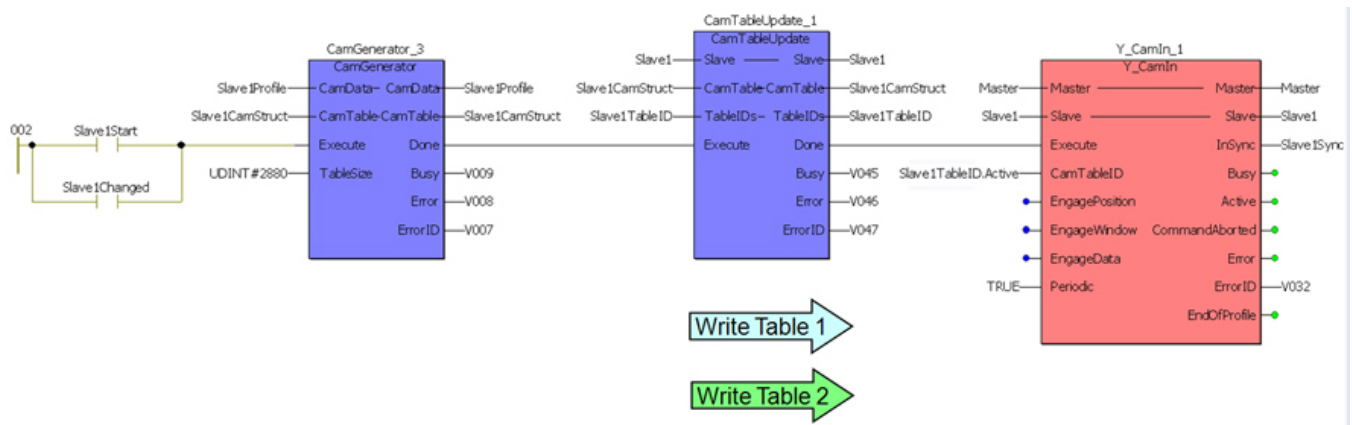 CamTableUpdate_1
CamGenerator_3
CamTableUpdate
Y_CamIn_1
CamGenerator
Slave1 Slave Slave Slave1
Y_CamIn
Slave1Profile CamData CamData Slave1Profile
Slave1CamStruct CamTable CamTable Slave1CamStruct
Master Master Master Master
Slave1CamStruct CamTable CamTable Slave1CamStruct
Slave1TableID TableIDs TableIDs Slave1TableID
Slave1 Slave Slave Slave1
002 Slave1Start
Execute Done
Execute Done
Execute InSync Slave1Sync
UDINT#2880 TableSize Busy V009
Busy V045
Slave1TableID.Active CamTableID Busy
Slave1Changed
Error V008
Error V046
EngagePosition Active
ErrorID V007
ErrorID V047
EngageWindow CommandAborted
EngageData Error
TRUE Periodic ErrorID V032
EndOfProfile
Write Table 1
Write Table 2